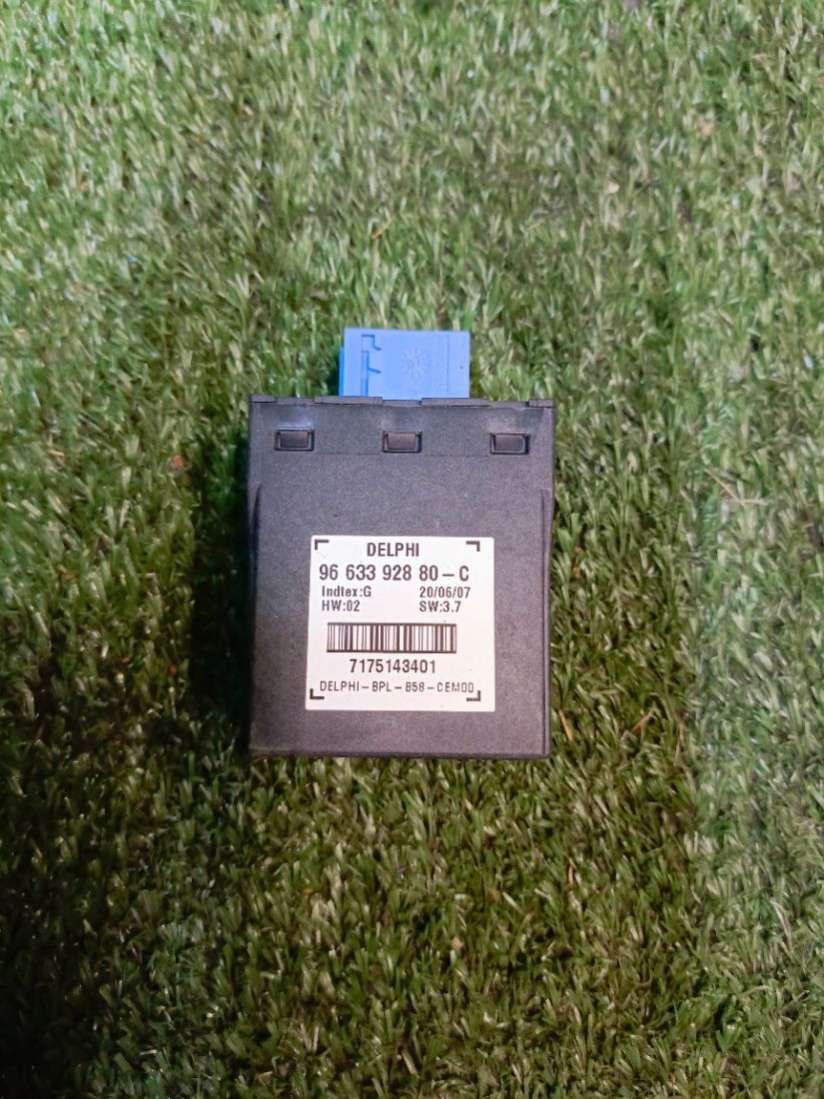 DELPHI
96 633 928 80-C
Indtex:G 20/06/07
HW:02 SW:3.7
7175143401
DELPHI-BPL-B58-CEM00